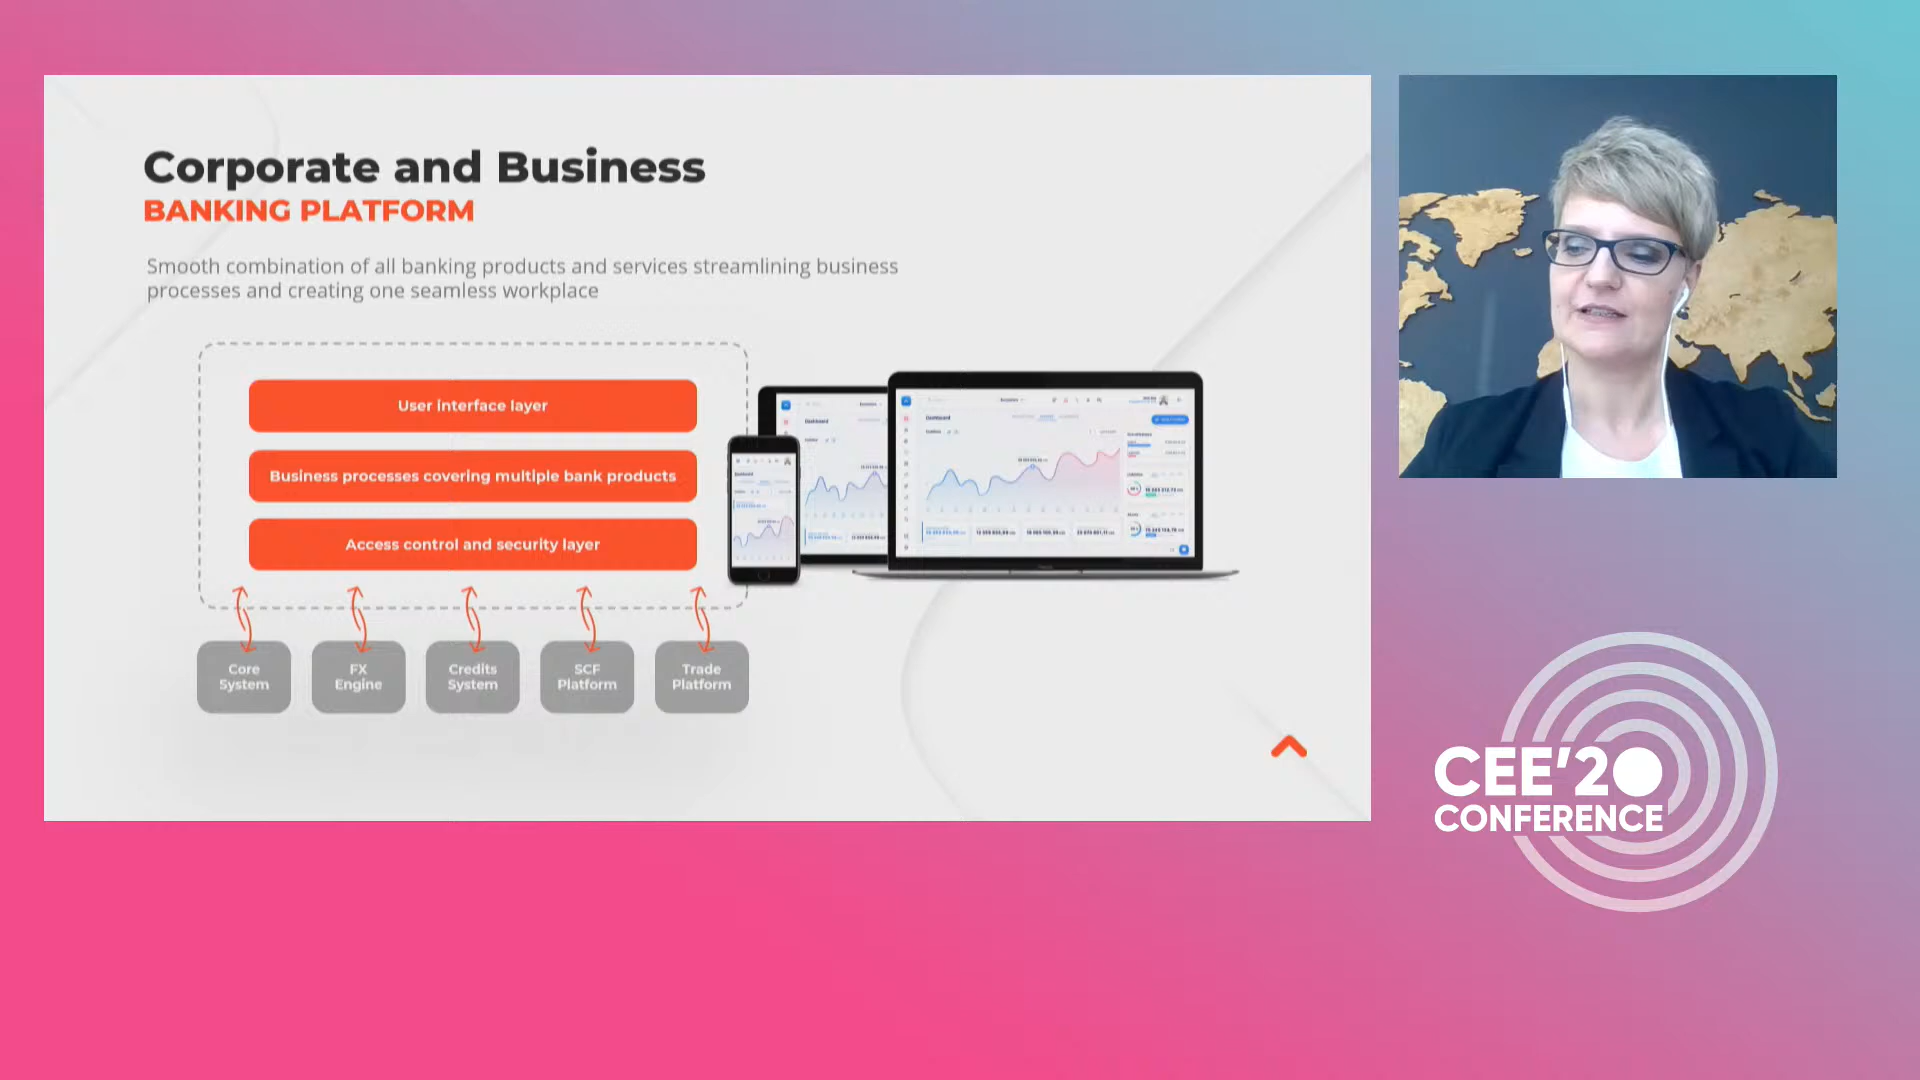 Corporate and Business
BANKING PLATFORM
Smooth combination of all banking products and services streamlining business
processes and creating one seamless workplace
User interface layer
Business processes covering multiple bank products
Access control and security layer
Core
System
FX
Engine
Credits
System
SCF
Platform
Trade
Platform
Dashboard
Dashboard
CEE'20
CONFERENCE